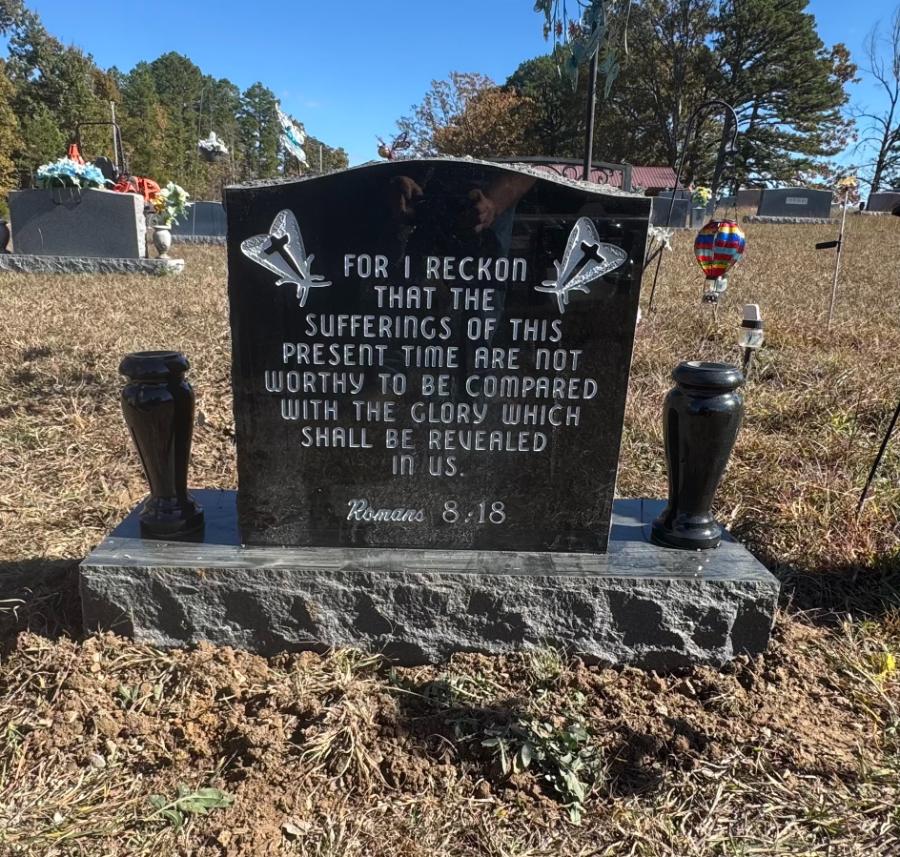 FOR I RECKON
THAT THE
SUFFERINGS OF THIS
PRESENT TIME ARE NOT
WORTHY TO BE COMPARED
WITH THE GLORY WHICH
SHALL BE REVEALED
IN US.
Romans 8:18